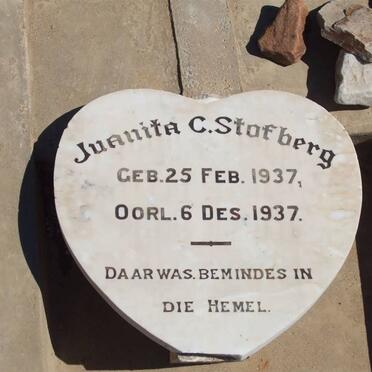 Juanita C. Stofberg
GEB. 25 FEB. 1937,
OORL. 6 DES. 1937.
DAAR WAS. BEMINDES IN
DIE HEMEL.